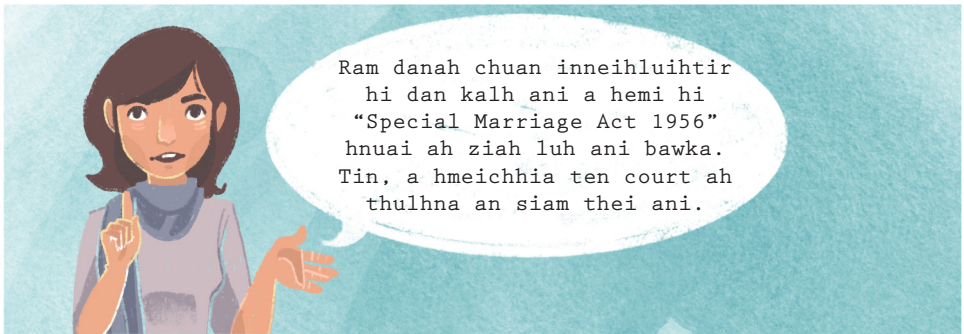 Ram danah chuan inneihluihtir
hi dan kalh ani a hemi hi
“Special Marriage Act 1956”
hnuai ah ziah luh ani bawka.
Tin, a hmeichhia ten court ah
thulhna an siam thei ani.